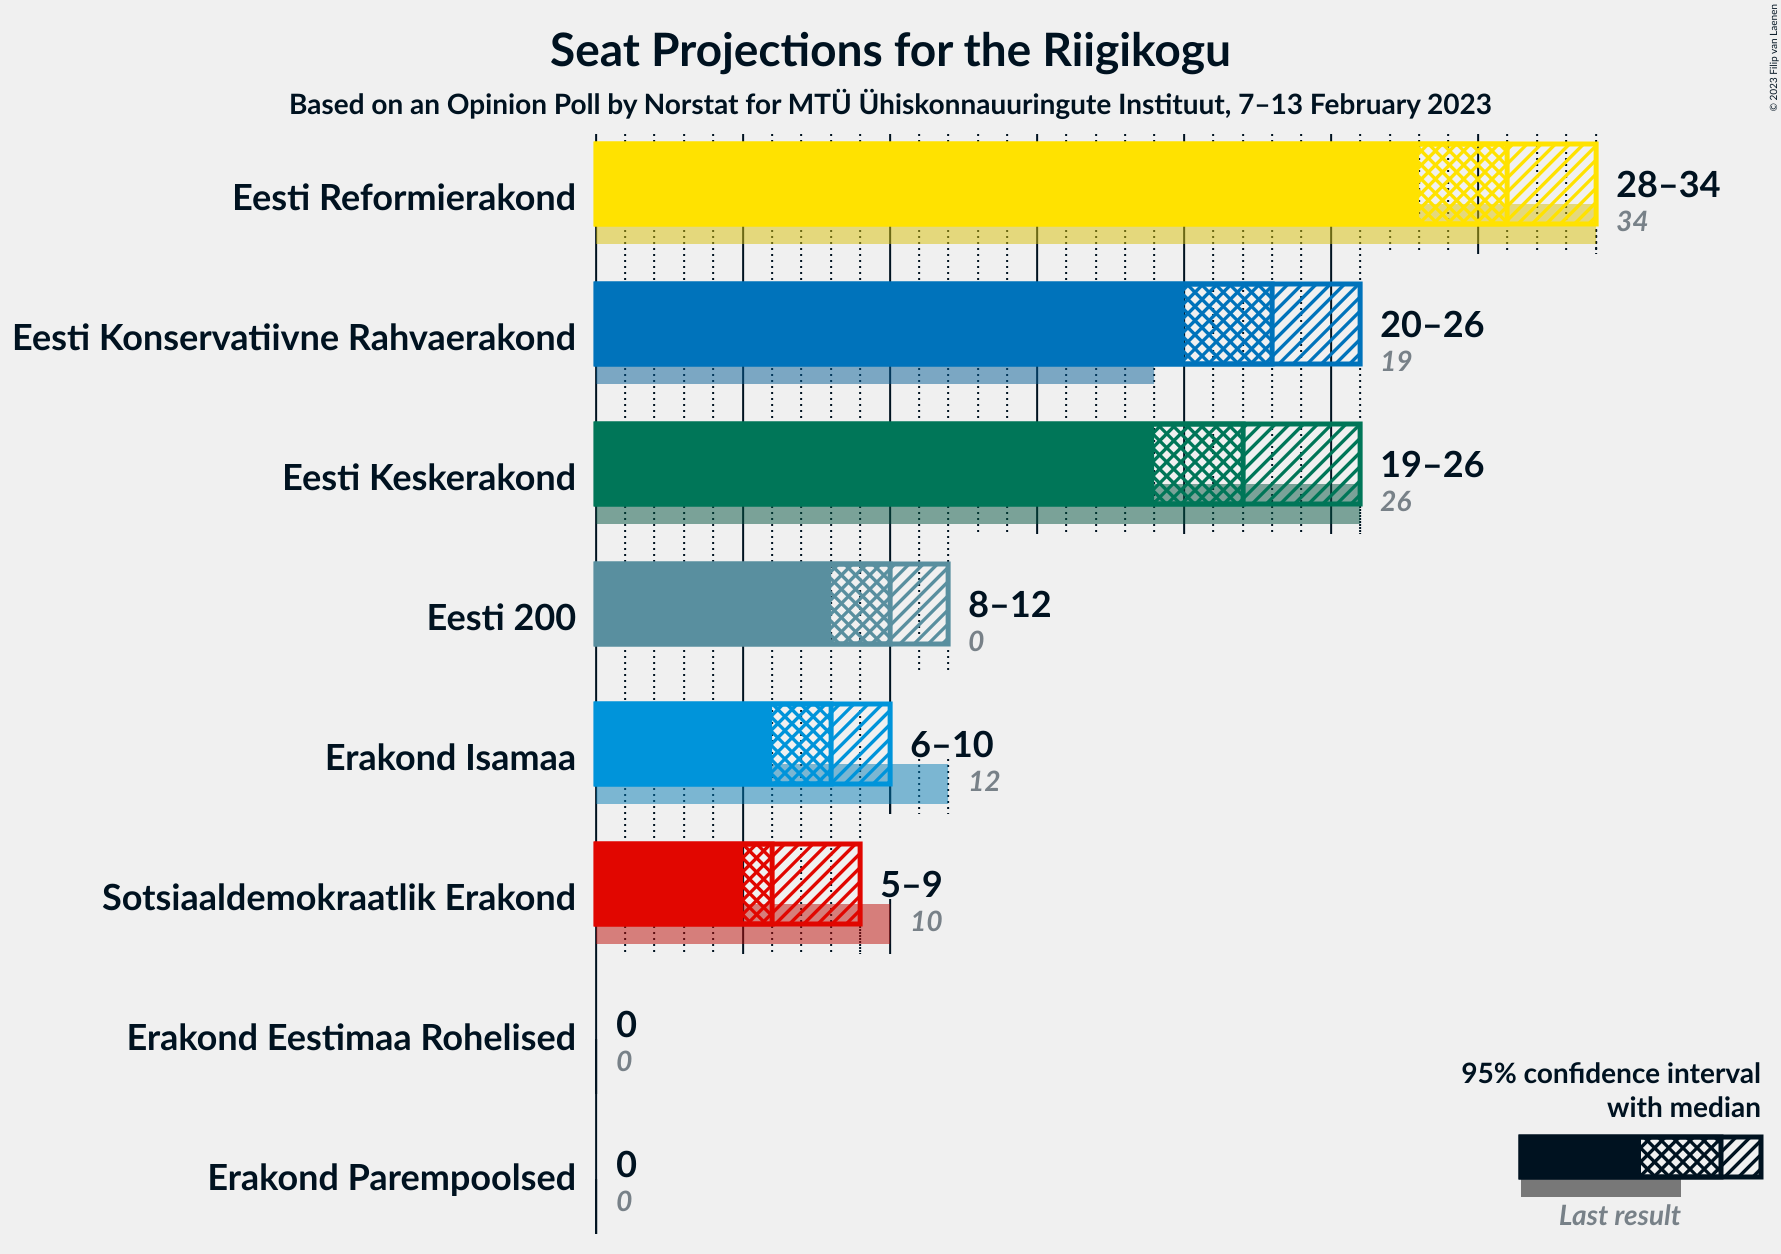 Seat Projections for the Riigikogu
Based on an Opinion Poll by Norstat for MTÜ Ühiskonnauuringute Instituut, 7–13 February 2023
© 2023 Filip van Laenen
Eesti Reformierakond
28–34
34
Eesti Konservatiivne Rahvaerakond
20–26
19
Eesti Keskerakond
19–26
26
Eesti 200
8–12
0
Erakond Isamaa
6–10
12
Sotsiaaldemokraatlik Erakond
5–9
10
Erakond Eestimaa Rohelised
0
0
Erakond Parempoolsed
0
0
95% confidence interval
with median
Last result